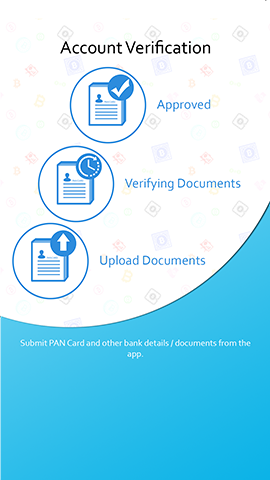 Account Verification
Approved
Verifying Documents
Upload Documents
Submit PAN Card and other bank details / documents from the
app.